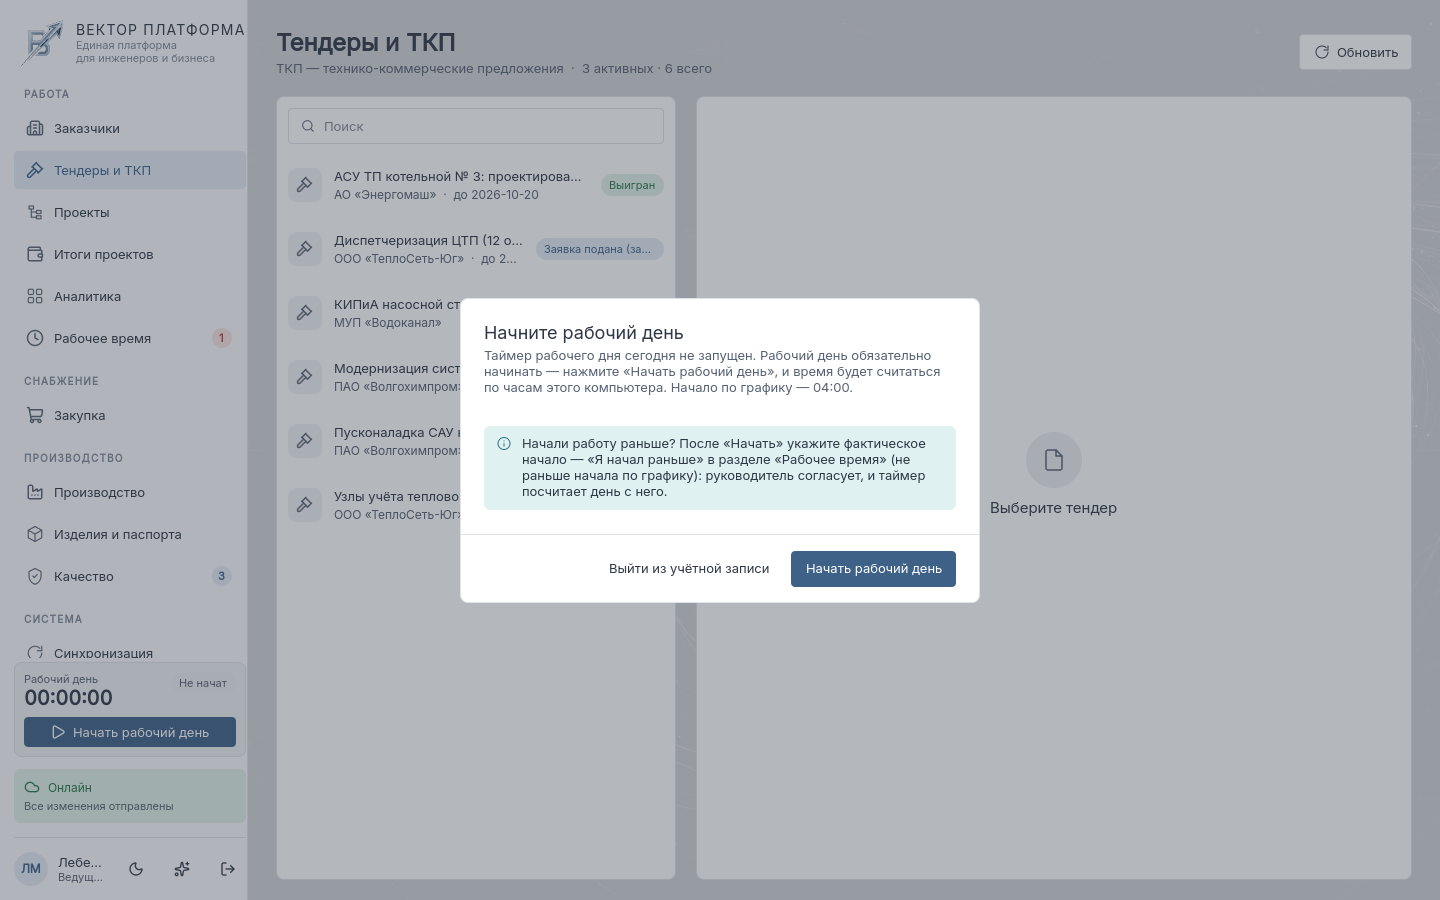 ВЕКТОР ПЛАТФОРМА
Единая платформа
для инженеров и бизнеса
РАБОТА
Заказчики
Тендеры и ТКП
Проекты
Итоги проектов
Аналитика
Рабочее время 1
СНАБЖЕНИЕ
Закупка
ПРОИЗВОДСТВО
Производство
Изделия и паспорта
Качество 3
СИСТЕМА
Синхронизация
Рабочий день
Не начат
00:00:00
Начать рабочий день
Онлайн
Все изменения отправлены
ЛМ
Лебе...
Ведущ...
Тендеры и ТКП
ТКП — технико-коммерческие предложения · 3 активных · 6 всего
Обновить
Поиск
АСУ ТП котельной № 3: проектирова...
АО «Энергомаш» · до 2026-10-20
Выигран
Диспетчеризация ЦТП (12 о...
ООО «ТеплоСеть-Юг» · до 2...
Заявка подана (за...
КИПиА насосной ст
МУП «Водоканал»
Модернизация сист
ПАО «Волгохимпром»
Пусконаладка САУ
ПАО «Волгохимпром»
Узлы учёта теплово
ООО «ТеплоСеть-Юг»
Выберите тендер
Начните рабочий день
Таймер рабочего дня сегодня не запущен. Рабочий день обязательно
начинать — нажмите «Начать рабочий день», и время будет считаться
по часам этого компьютера. Начало по графику — 04:00.
Начали работу раньше? После «Начать» укажите фактическое
начало — «Я начал раньше» в разделе «Рабочее время» (не
раньше начала по графику): руководитель согласует, и таймер
посчитает день с него.
Выйти из учётной записи
Начать рабочий день